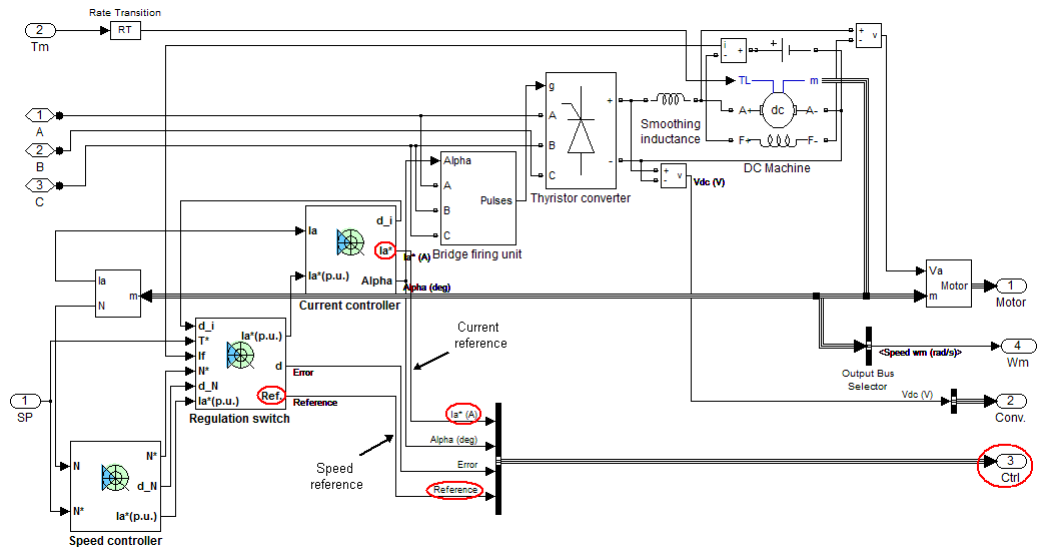 Rate Transition
2
RT
Tm
i
+
+
-
v
TL
m
A+
dc
A-
F+
F-
DC Machine
Smoothing
inductance
1
A
2
B
3
C
g
A
B
C
+
-
Thyristor converter
+
-
v
Vdc (V)
Alpha
A
B
C
Pulses
Bridge firing unit
Ia
Ia*(p.u.)
d_i
Ia*
Alpha
Ia* (A)
Alpha (deg)
Current controller
Ia
N
m
Va
m
Motor
1
Motor
d_i
T*
If
N*
d_N
Ia*(p.u.)
Ia*(p.u.)
d
Ref.
Error
Reference
Regulation switch
Current
reference
<Speed wm (rad/s)>
4
Wm
Output Bus
Selector
Vdc (V)
2
Conv.
1
SP
Ia* (A)
Alpha (deg)
Error
Reference
3
Ctrl
Speed
reference
N
N*
N*
d_N
Ia*(p.u.)
Speed controller